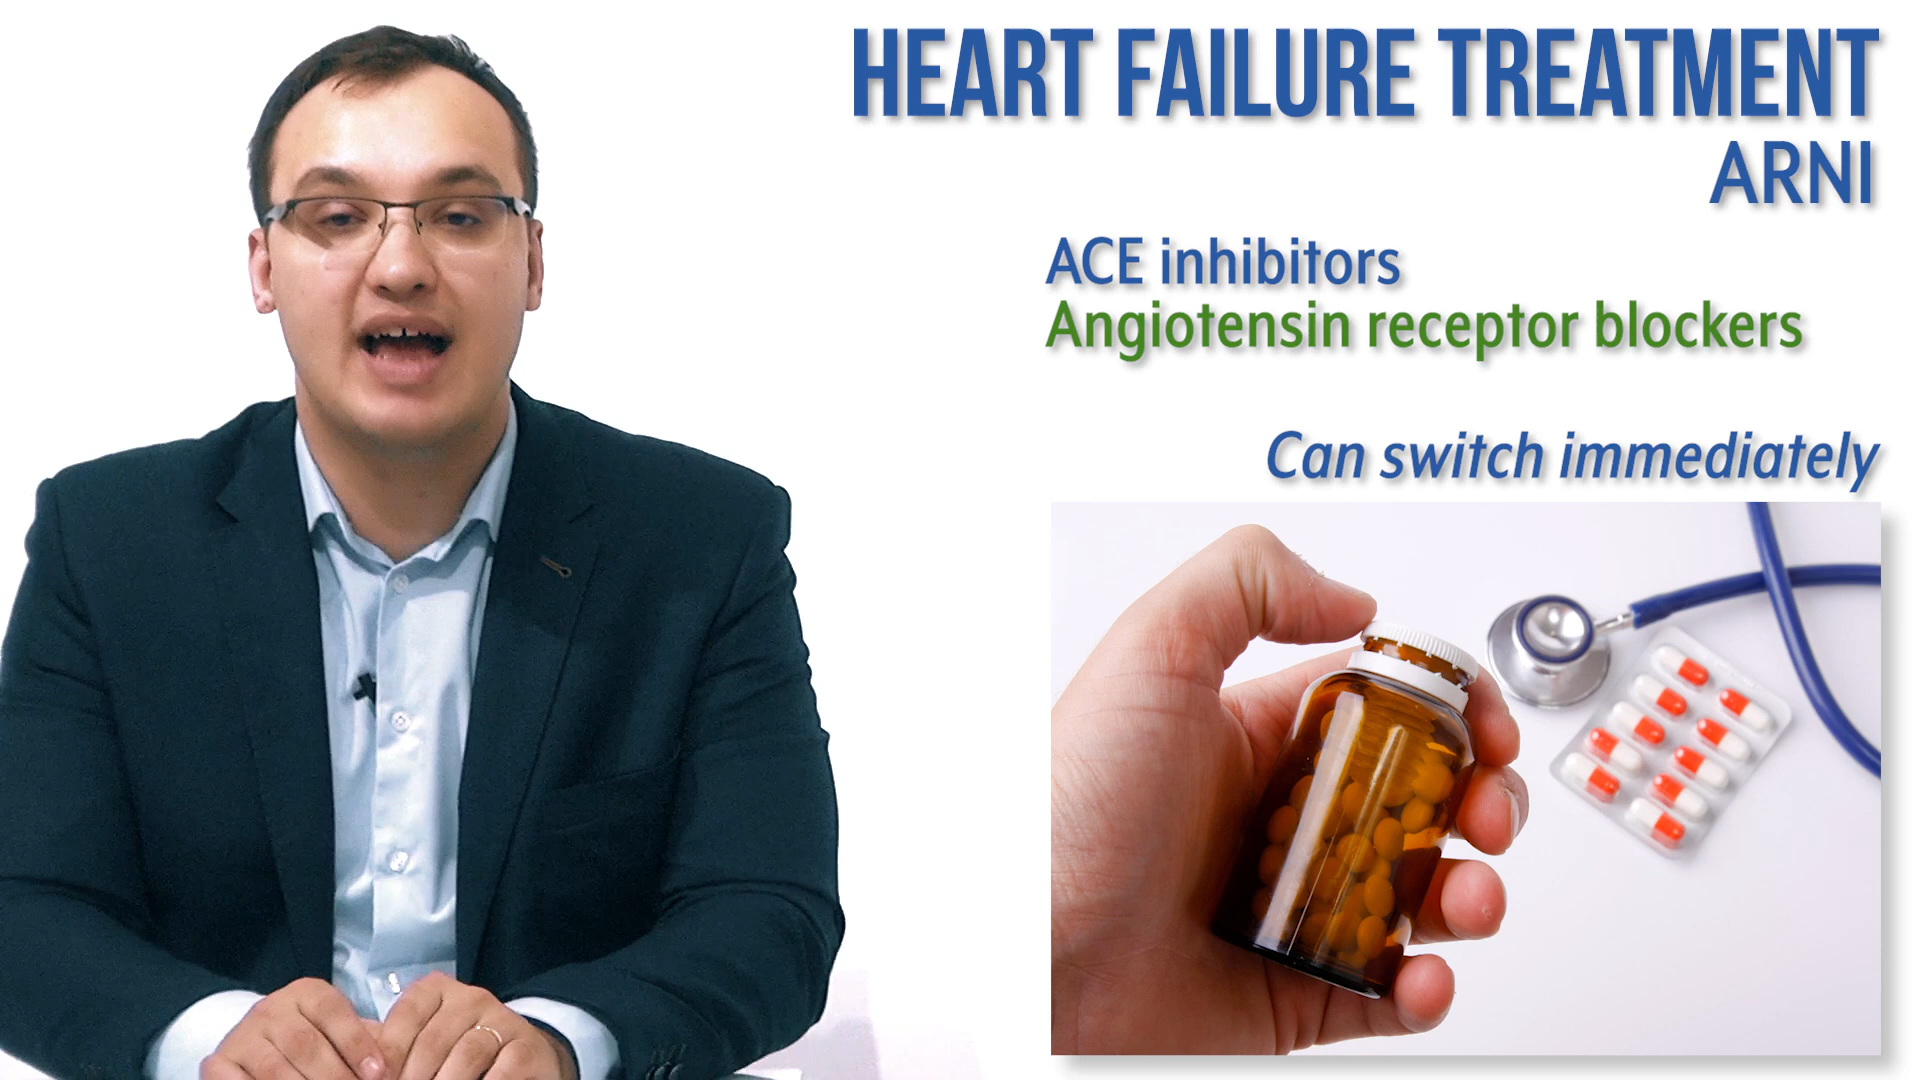 HEART FAILURE TREATMENT
ARNI
ACE inhibitors
Angiotensin receptor blockers
Can switch immediately